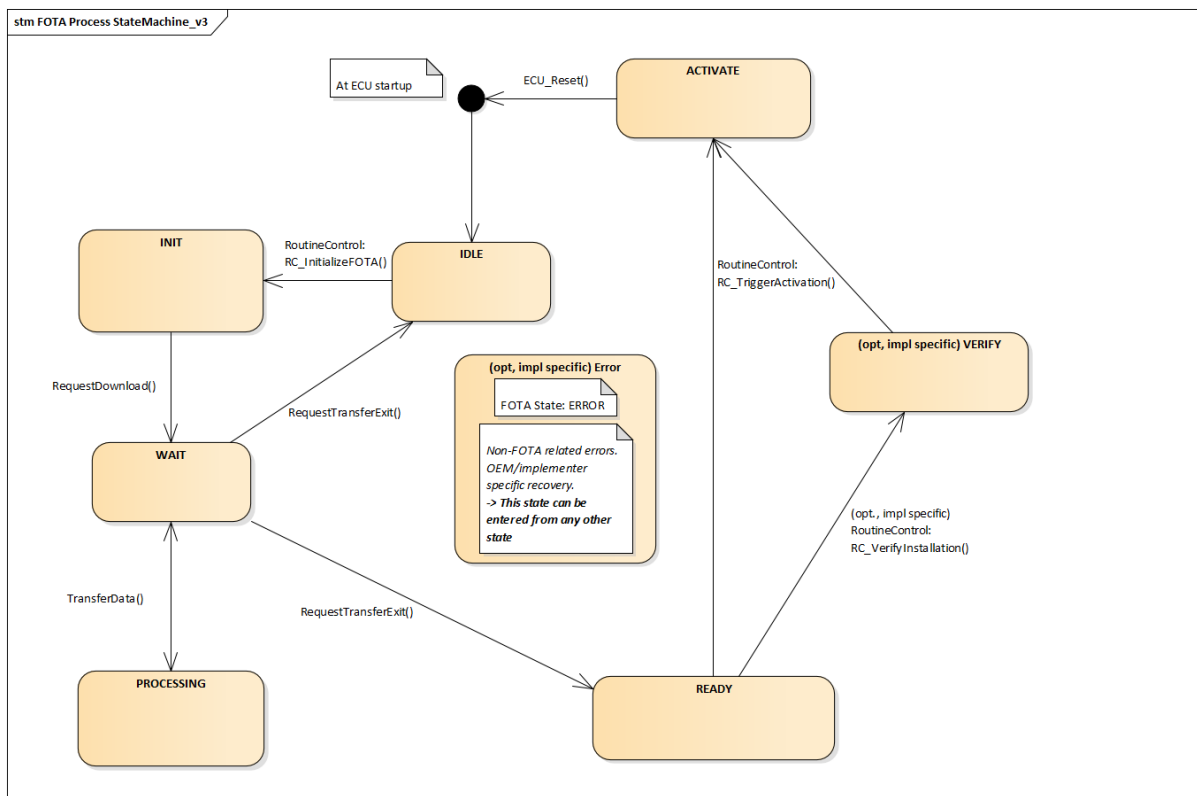 stm FOTA Process StateMachine_v3
At ECU startup
ECU_Reset()
ACTIVATE
INIT
RoutineControl:
RC_InitializeFOTA()
IDLE
RoutineControl:
RC_TriggerActivation()
(opt, impl specific) VERIFY
(opt, impl specific) Error
FOTA State: ERROR
Non-FOTA related errors.
OEM/implementer
specific recovery.
-> This state can be
entered from any other
state
RequestDownload()
RequestTransferExit()
WAIT
(opt., impl specific)
RoutineControl:
RC_VerifyInstallation()
TransferData()
RequestTransferExit()
PROCESSING
READY